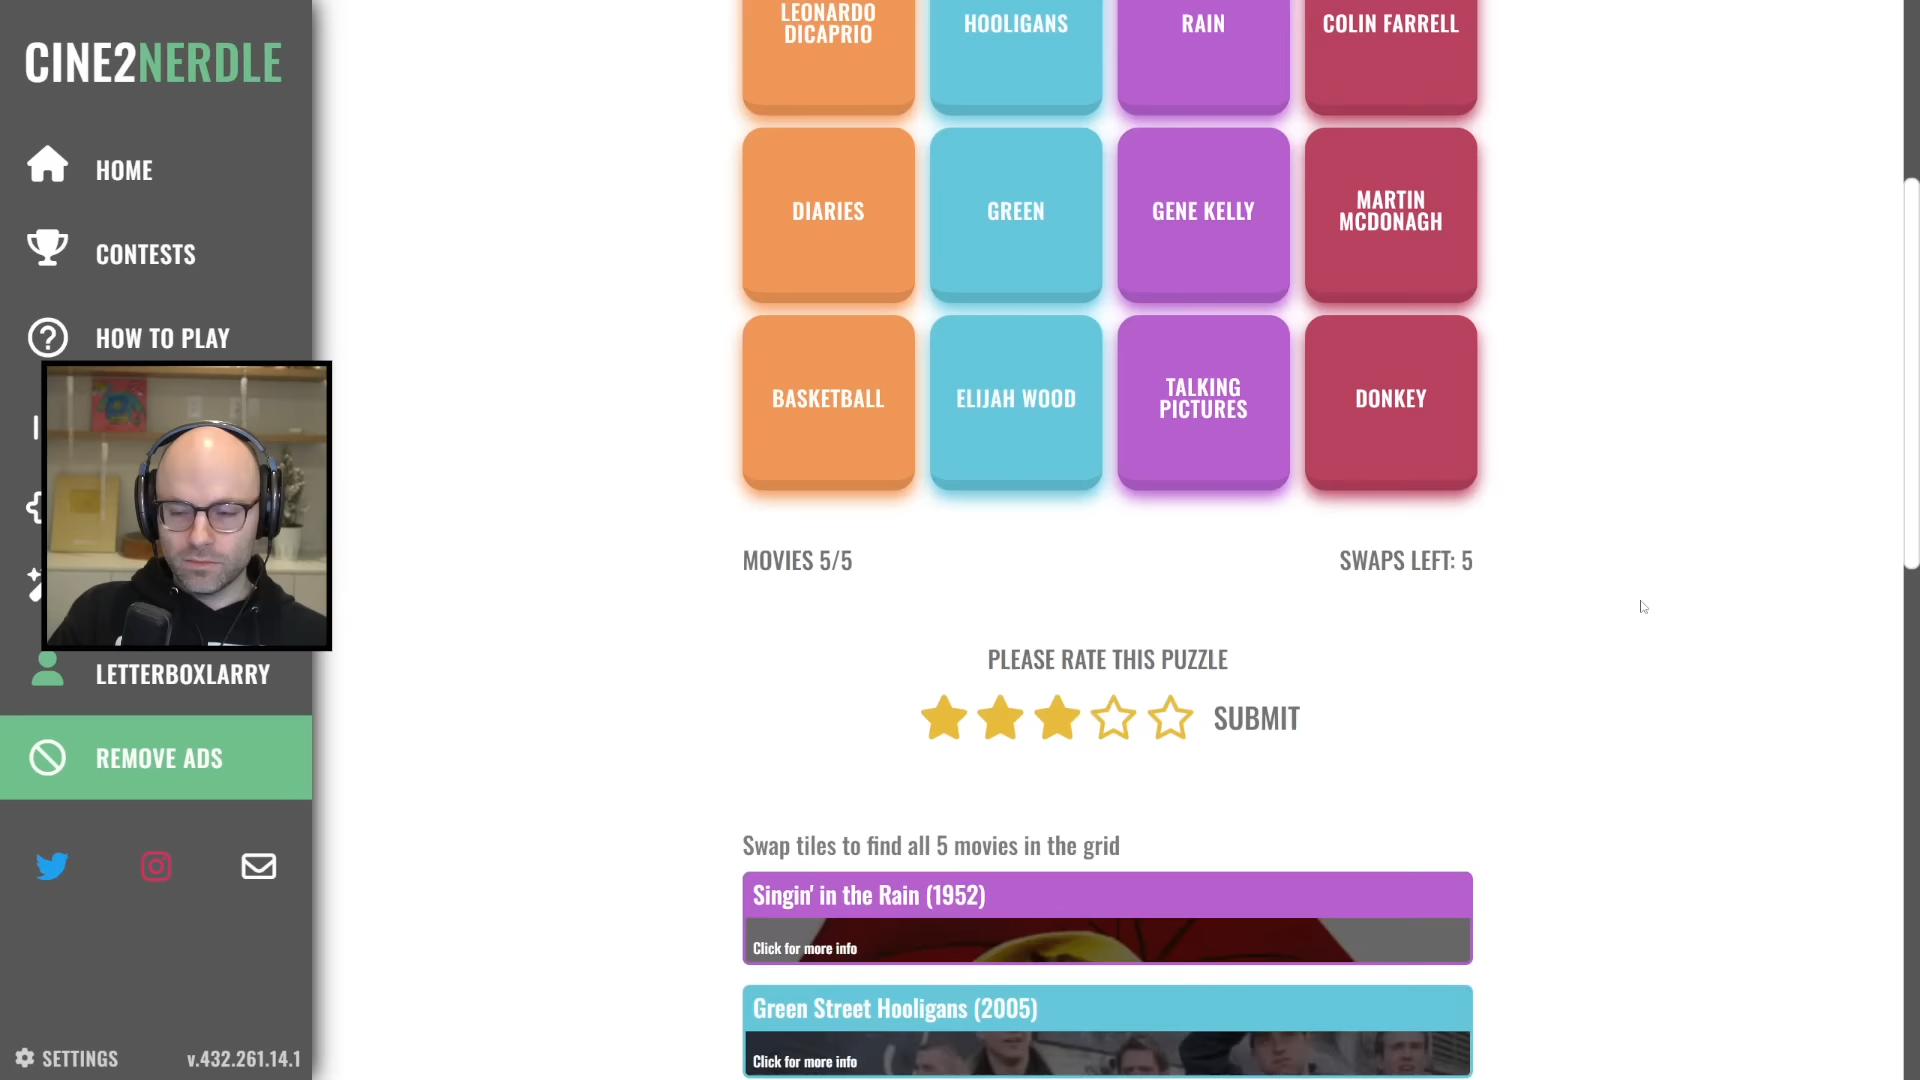 CINE2NERDLE
HOME
CONTESTS
HOW TO PLAY
LETTERBOXLARRY
REMOVE ADS
SETTINGS
v.432.261.14.1
LEONARDO
DICAPRIO
HOOLIGANS
RAIN
COLIN FARRELL
DIARIES
GREEN
GENE KELLY
MARTIN
MCDONAGH
BASKETBALL
ELIJAH WOOD
TALKING
PICTURES
DONKEY
MOVIES 5/5
SWAPS LEFT: 5
PLEASE RATE THIS PUZZLE
SUBMIT
Swap tiles to find all 5 movies in the grid
Singin' in the Rain (1952)
Click for more info
Green Street Hooligans (2005)
Click for more info